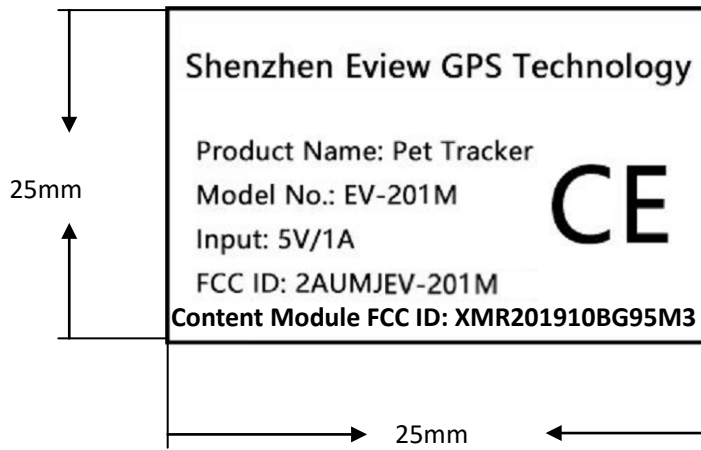 Shenzhen Eview GPS Technology
Product Name: Pet Tracker
Model No.: EV-201M
CE
25mm
Input: 5V/1A
FCC ID: 2AUMJEV-201M
Content Module FCC ID: XMR201910BG95M3
25mm